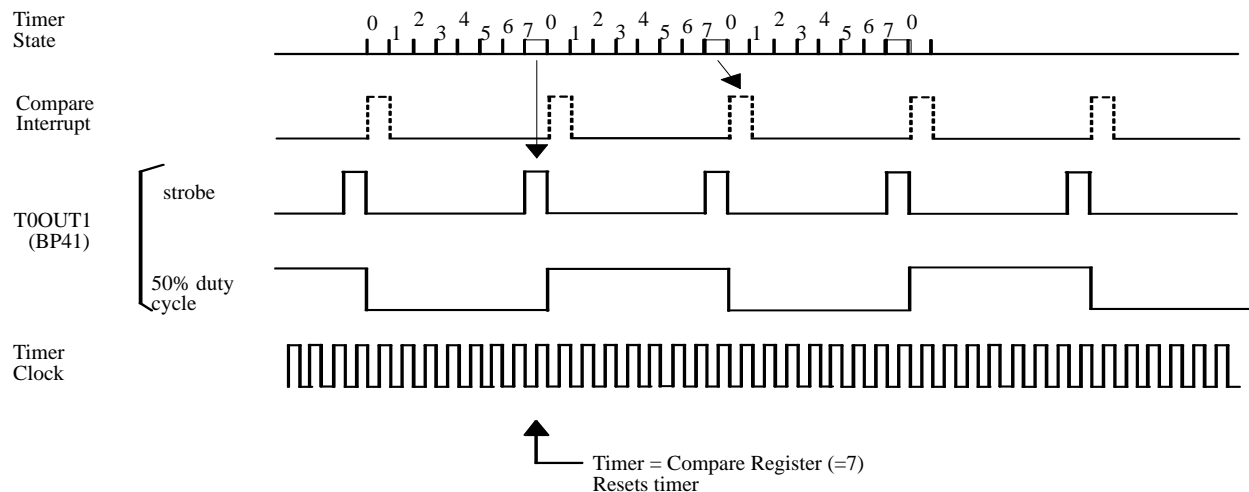 Timer
State
0 1 2 3 4 5 6 7 0 1 2 3 4 5 6 7 0 1 2 3 4 5 6 7 0
Compare
Interrupt
strobe
T0OUT1
(BP41)
50% duty
cycle
Timer
Clock
Timer = Compare Register (=7)
Resets timer